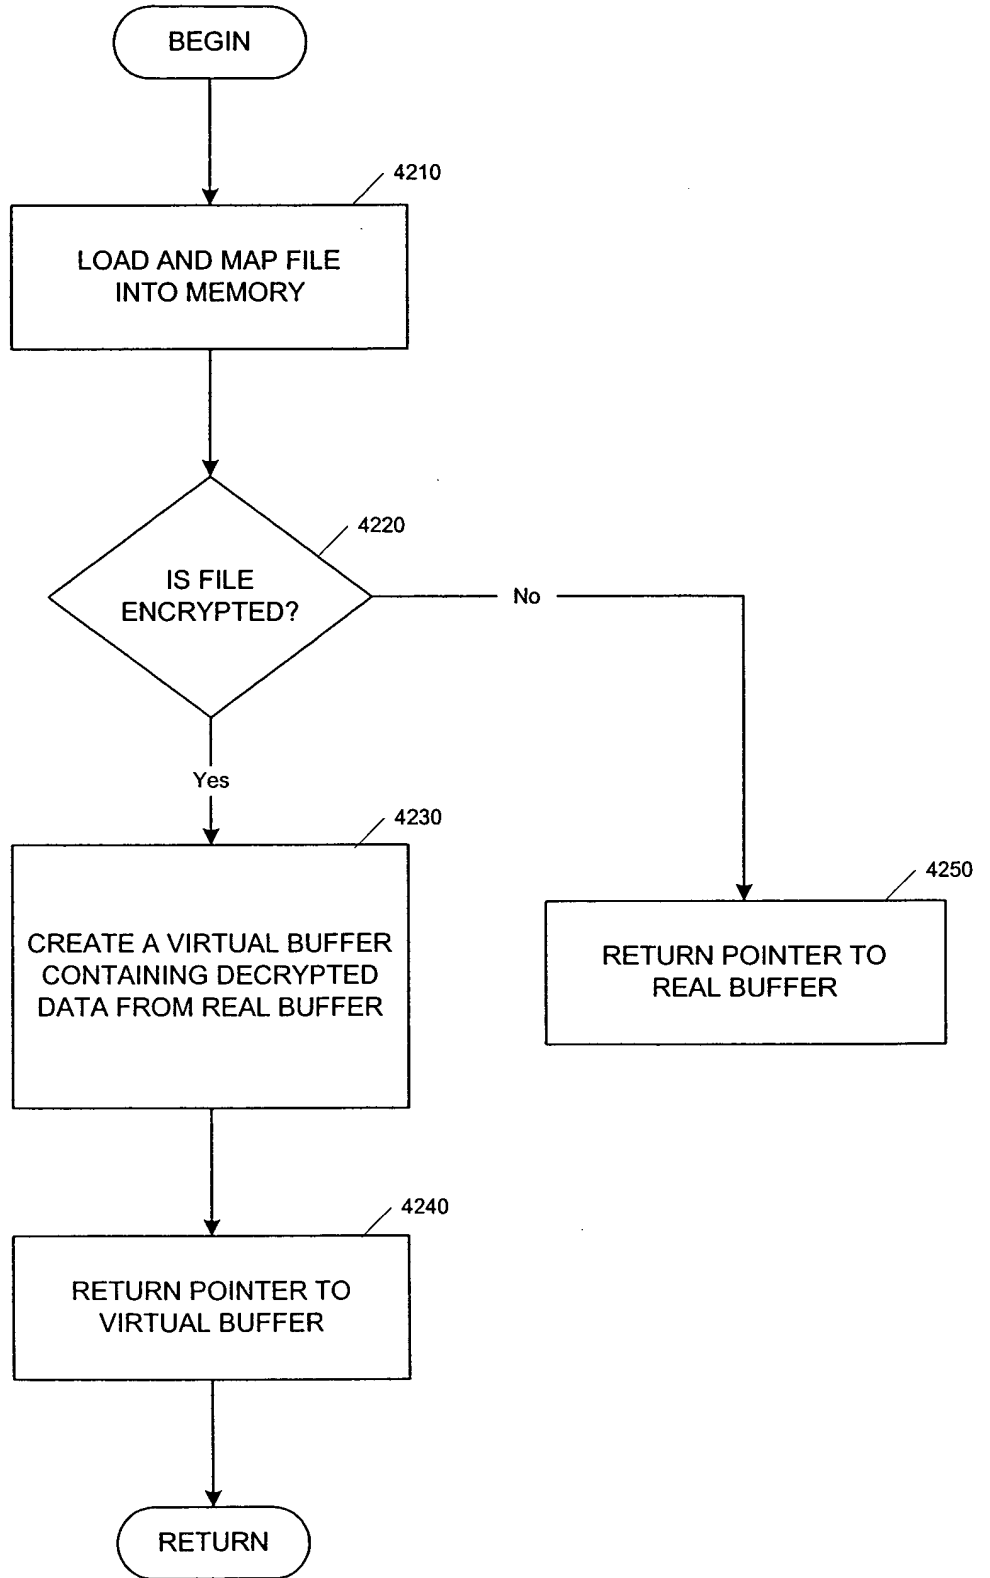 BEGIN
4210
LOAD AND MAP FILE
INTO MEMORY
4220
IS FILE
ENCRYPTED?
No
Yes
4230
CREATE A VIRTUAL BUFFER
CONTAINING DECRYPTED
DATA FROM REAL BUFFER
4250
RETURN POINTER TO
REAL BUFFER
4240
RETURN POINTER TO
VIRTUAL BUFFER
RETURN